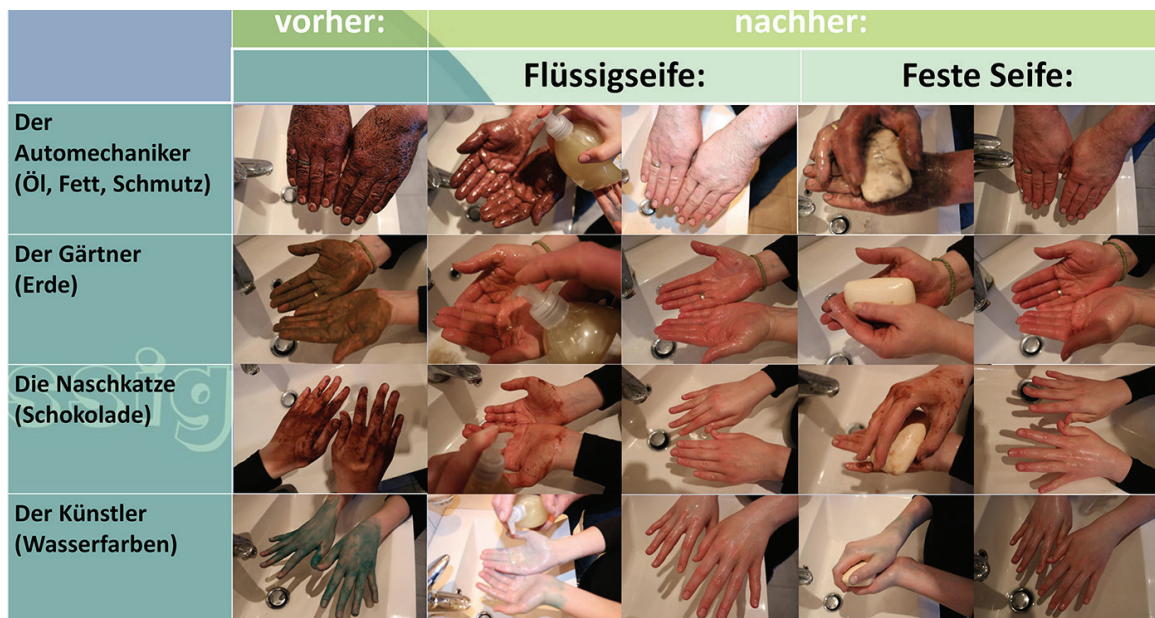 vorher:
nachher:
Flüssigseife:
Feste Seife:
Der
Automechaniker
(Öl, Fett, Schmutz)
Der Gärtner
(Erde)
Die Naschkatze
(Schokolade)
ssig
Der Künstler
(Wasserfarben)